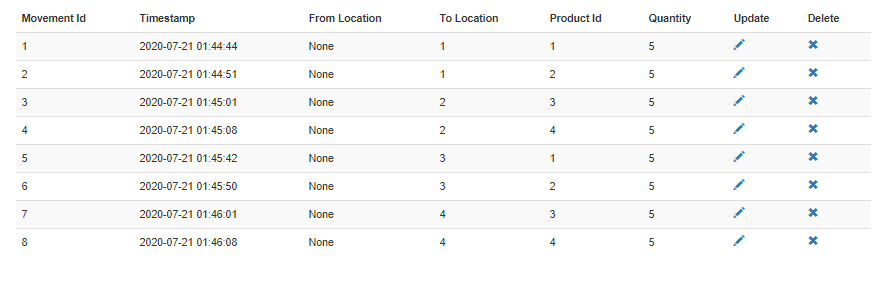 Movement Id Timestamp From Location To Location Product Id Quantity Update Delete
1 2020-07-21 01:44:44 None 1 1 5
2 2020-07-21 01:44:51 None 1 2 5
3 2020-07-21 01:45:01 None 2 3 5
4 2020-07-21 01:45:08 None 2 4 5
5 2020-07-21 01:45:42 None 3 1 5
6 2020-07-21 01:45:50 None 3 2 5
7 2020-07-21 01:46:01 None 4 3 5
8 2020-07-21 01:46:08 None 4 4 5